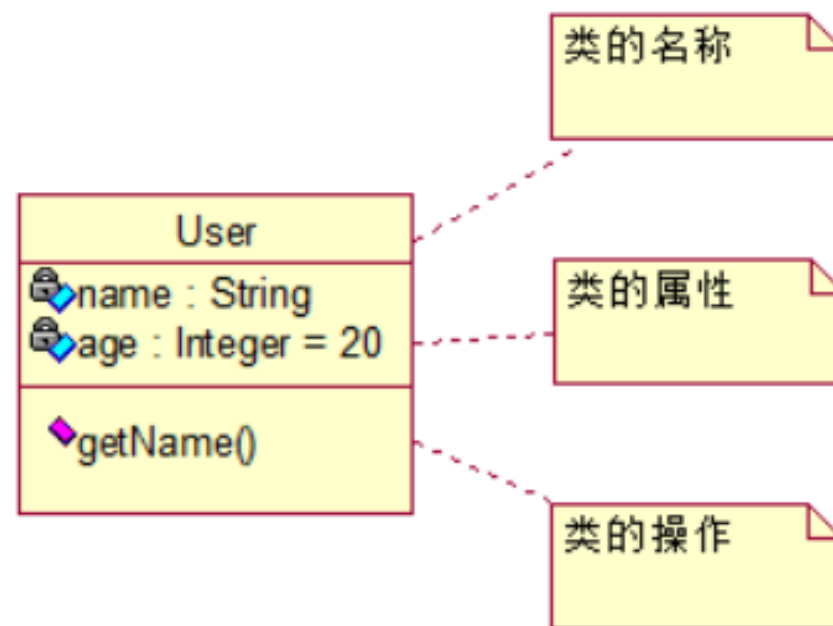 类的名称
User
name : String
age : Integer = 20
类的属性
getName()
类的操作